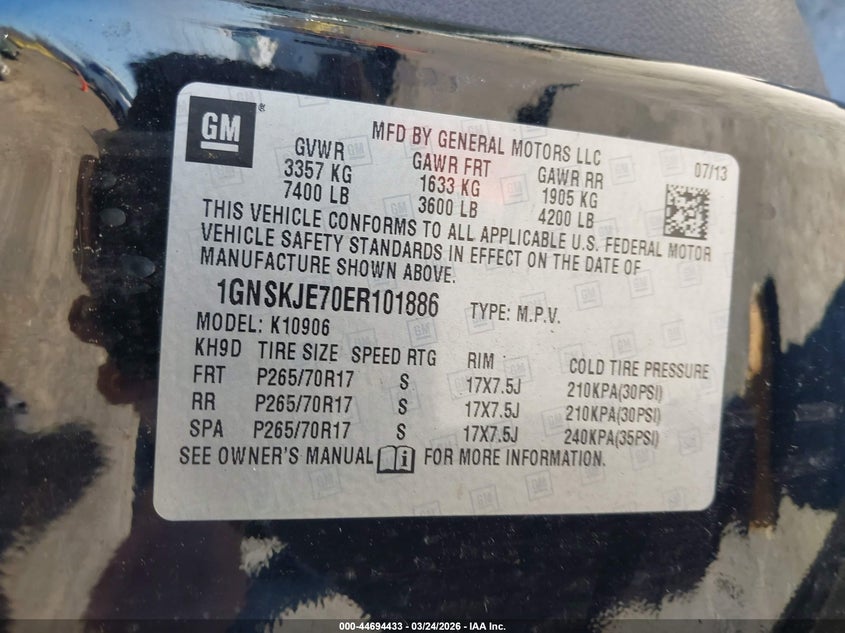 GM
MFD BY GENERAL MOTORS LLC
07/13
GVWR GAWR FRT GAWR RR
3357 KG 1633 KG 1905 KG
7400 LB 3600 LB 4200 LB
THIS VEHICLE CONFORMS TO ALL APPLICABLE U.S. FEDERAL MOTOR
VEHICLE SAFETY STANDARDS IN EFFECT ON THE DATE OF
MANUFACTURE SHOWN ABOVE.
1GNSKJE70ER101886 TYPE: M.P.V.
MODEL: K10906
KH9D TIRE SIZE SPEED RTG RIM COLD TIRE PRESSURE
FRT P265/70R17 S 17X7.5J 210KPA(30PSI)
RR P265/70R17 S 17X7.5J 210KPA(30PSI)
SPA P265/70R17 S 17X7.5J 240KPA(35PSI)
SEE OWNER'S MANUAL FOR MORE INFORMATION.
000-44694433 - 03/24/2026 - IAA Inc.